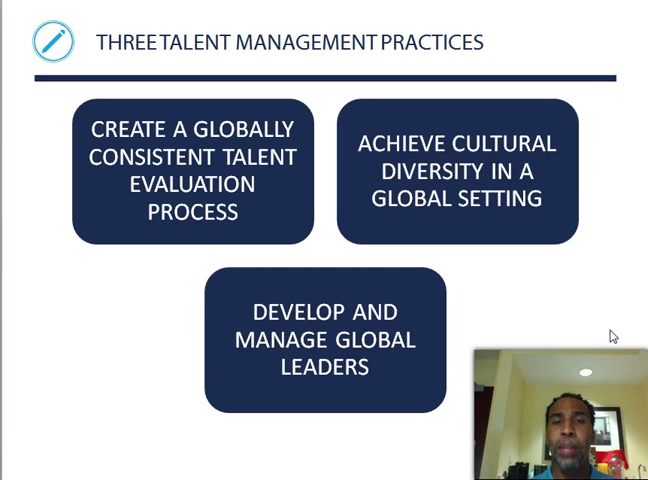 THREE TALENT MANAGEMENT PRACTICES
CREATE A GLOBALLY
CONSISTENT TALENT
EVALUATION
PROCESS
ACHIEVE CULTURAL
DIVERSITY IN A
GLOBAL SETTING
DEVELOP AND
MANAGE GLOBAL
LEADERS